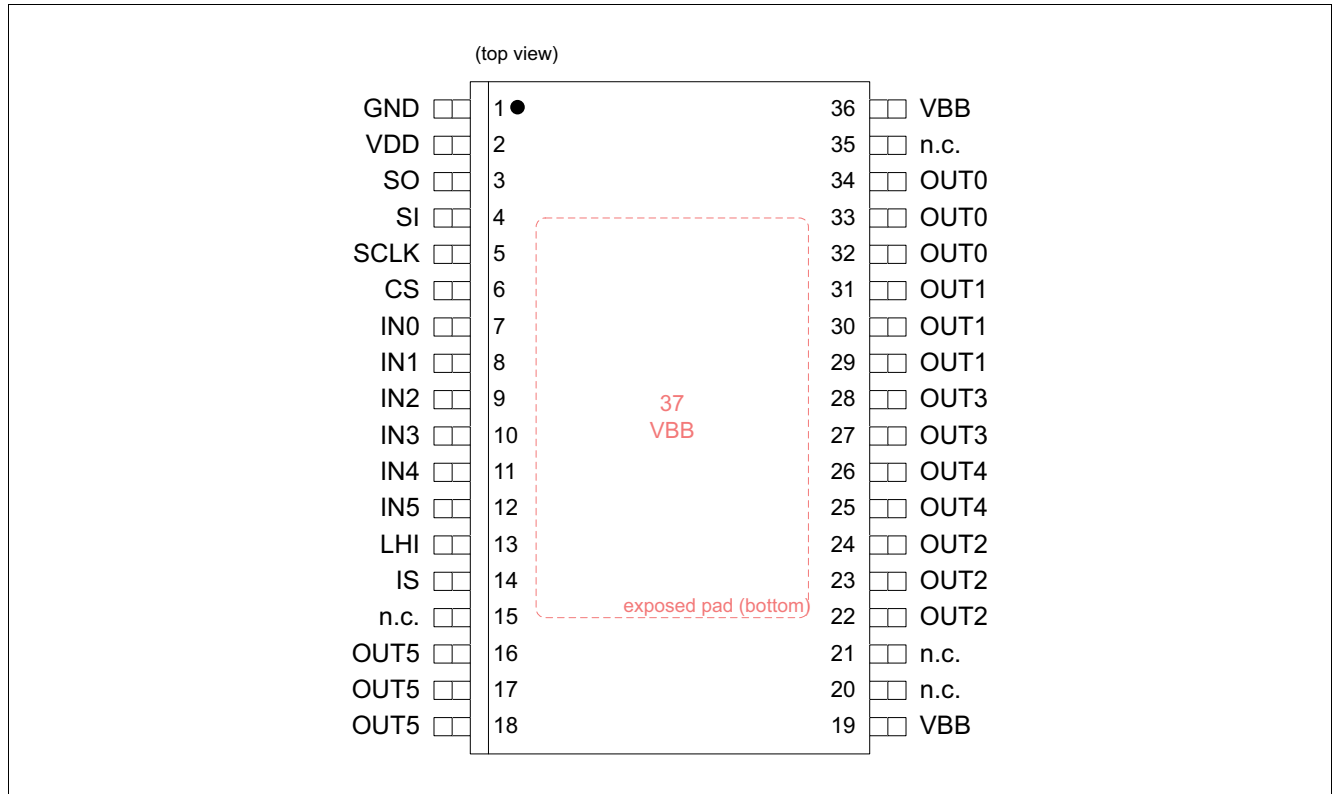 (top view)
GND 1 36 VBB
VDD 2 35 n.c.
SO 3 34 OUT0
SI 4 33 OUT0
SCLK 5 32 OUT0
CS 6 31 OUT1
IN0 7 30 OUT1
IN1 8 29 OUT1
IN2 9 28 OUT3
IN3 10 27 OUT3
IN4 11 26 OUT4
IN5 12 25 OUT4
LHI 13 24 OUT2
IS 14 23 OUT2
n.c. 15 22 OUT2
OUT5 16 21 n.c.
OUT5 17 20 n.c.
OUT5 18 19 VBB
37
VBB
exposed pad (bottom)